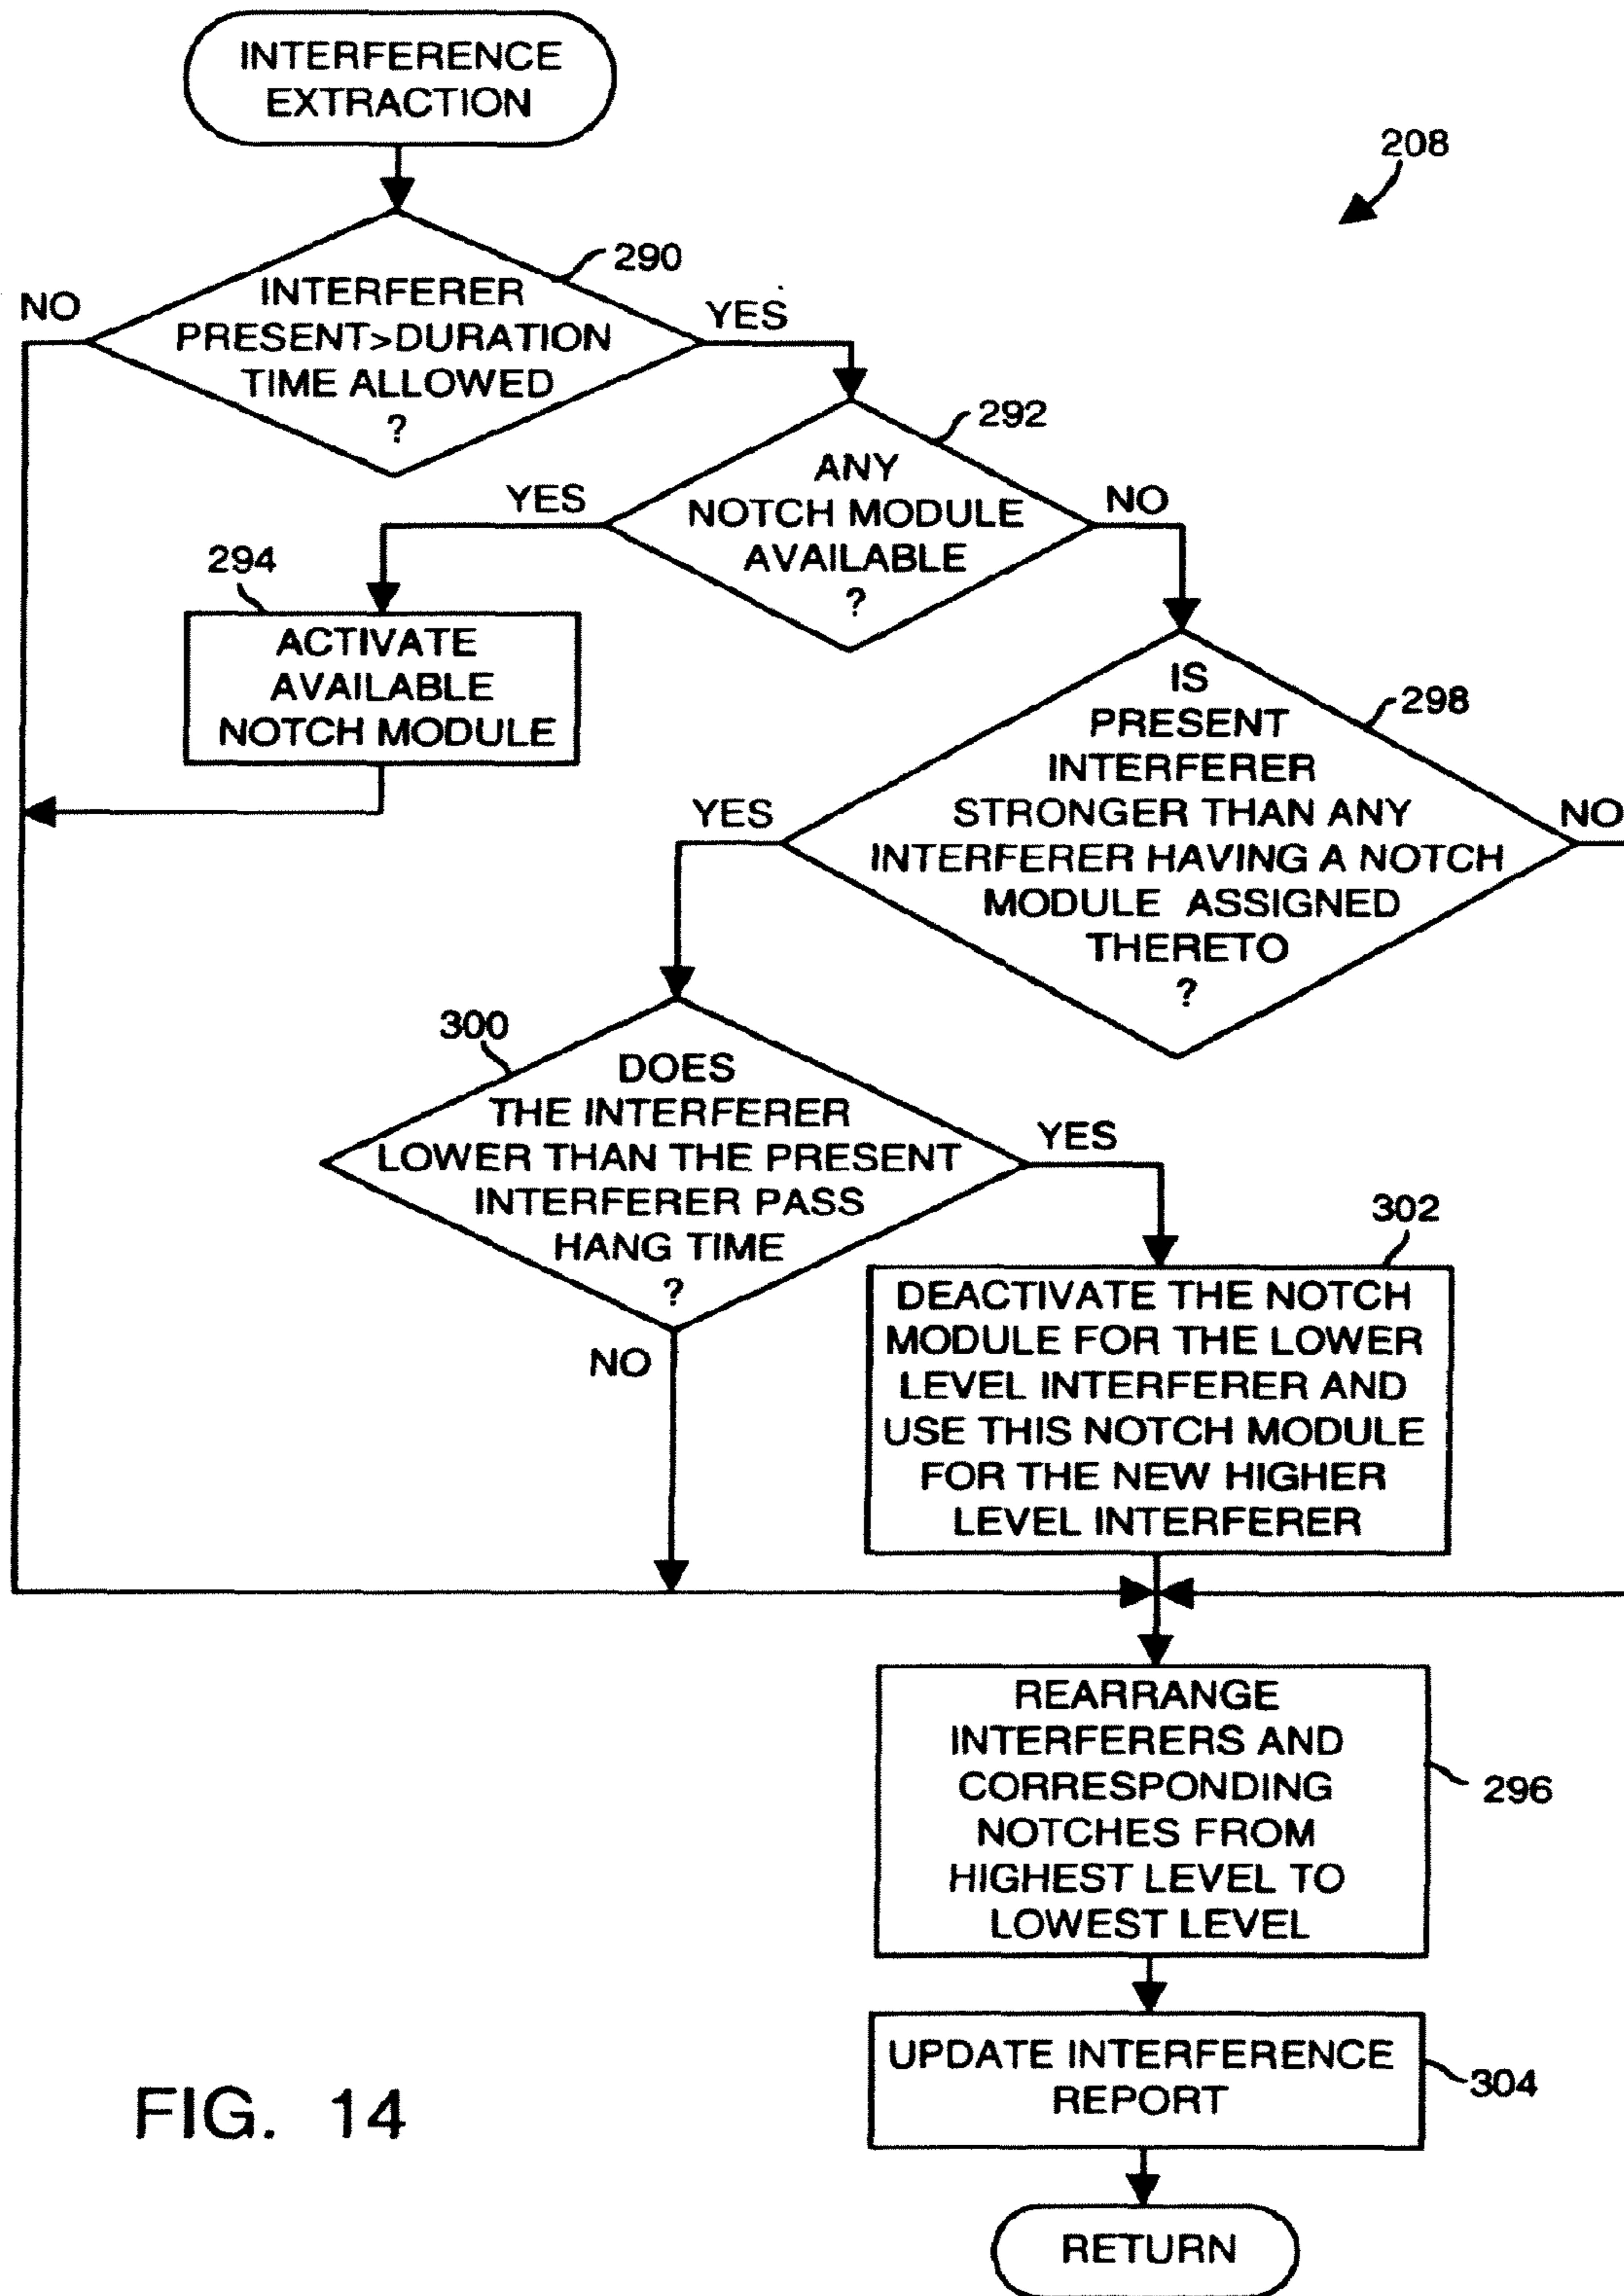 INTERFERENCE
EXTRACTION
208
290
NO
INTERFERER
PRESENT>DURATION
TIME ALLOWED
?
YES
292
ANY
NOTCH MODULE
AVAILABLE
?
YES
NO
294
ACTIVATE
AVAILABLE
NOTCH MODULE
IS
PRESENT
INTERFERER
STRONGER THAN ANY
INTERFERER HAVING A NOTCH
MODULE ASSIGNED
THERETO
?
298
YES
NO
300
DOES
THE INTERFERER
LOWER THAN THE PRESENT
INTERFERER PASS
HANG TIME
?
YES
NO
302
DEACTIVATE THE NOTCH
MODULE FOR THE LOWER
LEVEL INTERFERER AND
USE THIS NOTCH MODULE
FOR THE NEW HIGHER
LEVEL INTERFERER
REARRANGE
INTERFERERS AND
CORRESPONDING
NOTCHES FROM
HIGHEST LEVEL TO
LOWEST LEVEL
296
UPDATE INTERFERENCE
REPORT
304
RETURN
FIG. 14